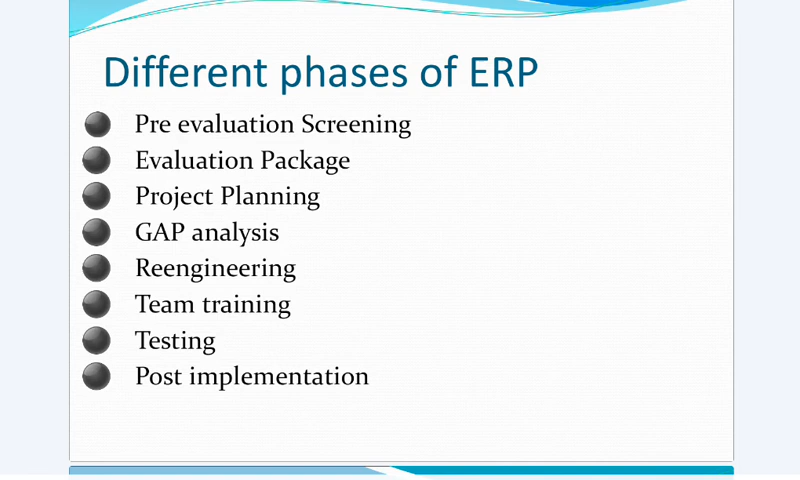 Different phases of ERP
Pre evaluation Screening
Evaluation Package
Project Planning
GAP analysis
Reengineering
Team training
Testing
Post implementation